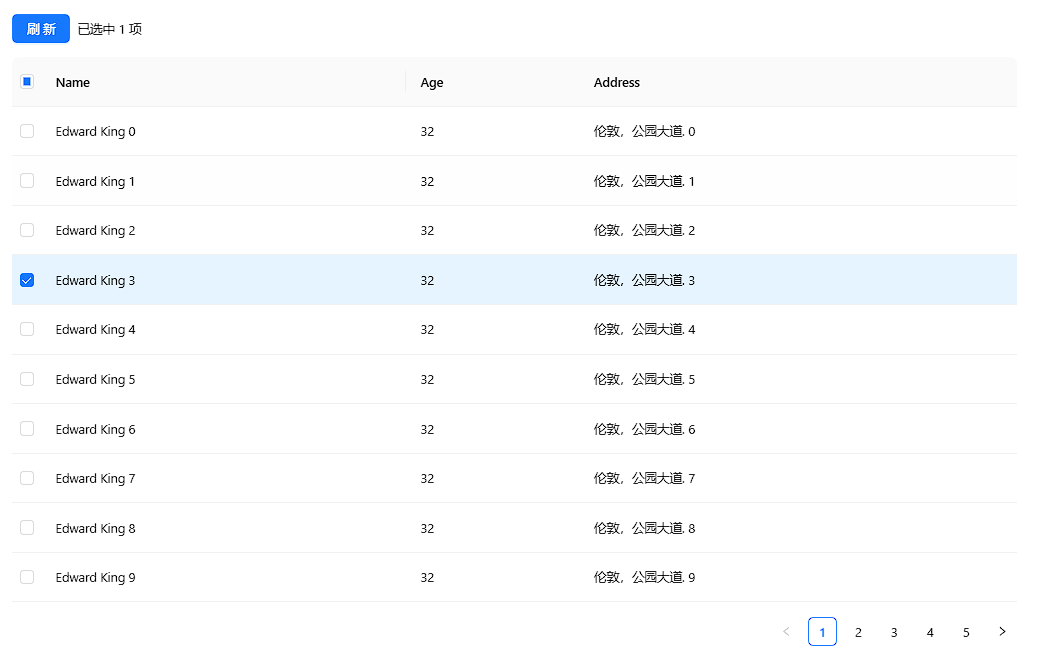 刷 新 已选中 1 项
Name Age Address
Edward King 0 32 伦敦，公园大道. 0
Edward King 1 32 伦敦，公园大道. 1
Edward King 2 32 伦敦，公园大道. 2
Edward King 3 32 伦敦，公园大道. 3
Edward King 4 32 伦敦，公园大道. 4
Edward King 5 32 伦敦，公园大道. 5
Edward King 6 32 伦敦，公园大道. 6
Edward King 7 32 伦敦，公园大道. 7
Edward King 8 32 伦敦，公园大道. 8
Edward King 9 32 伦敦，公园大道. 9
< 1 2 3 4 5 >